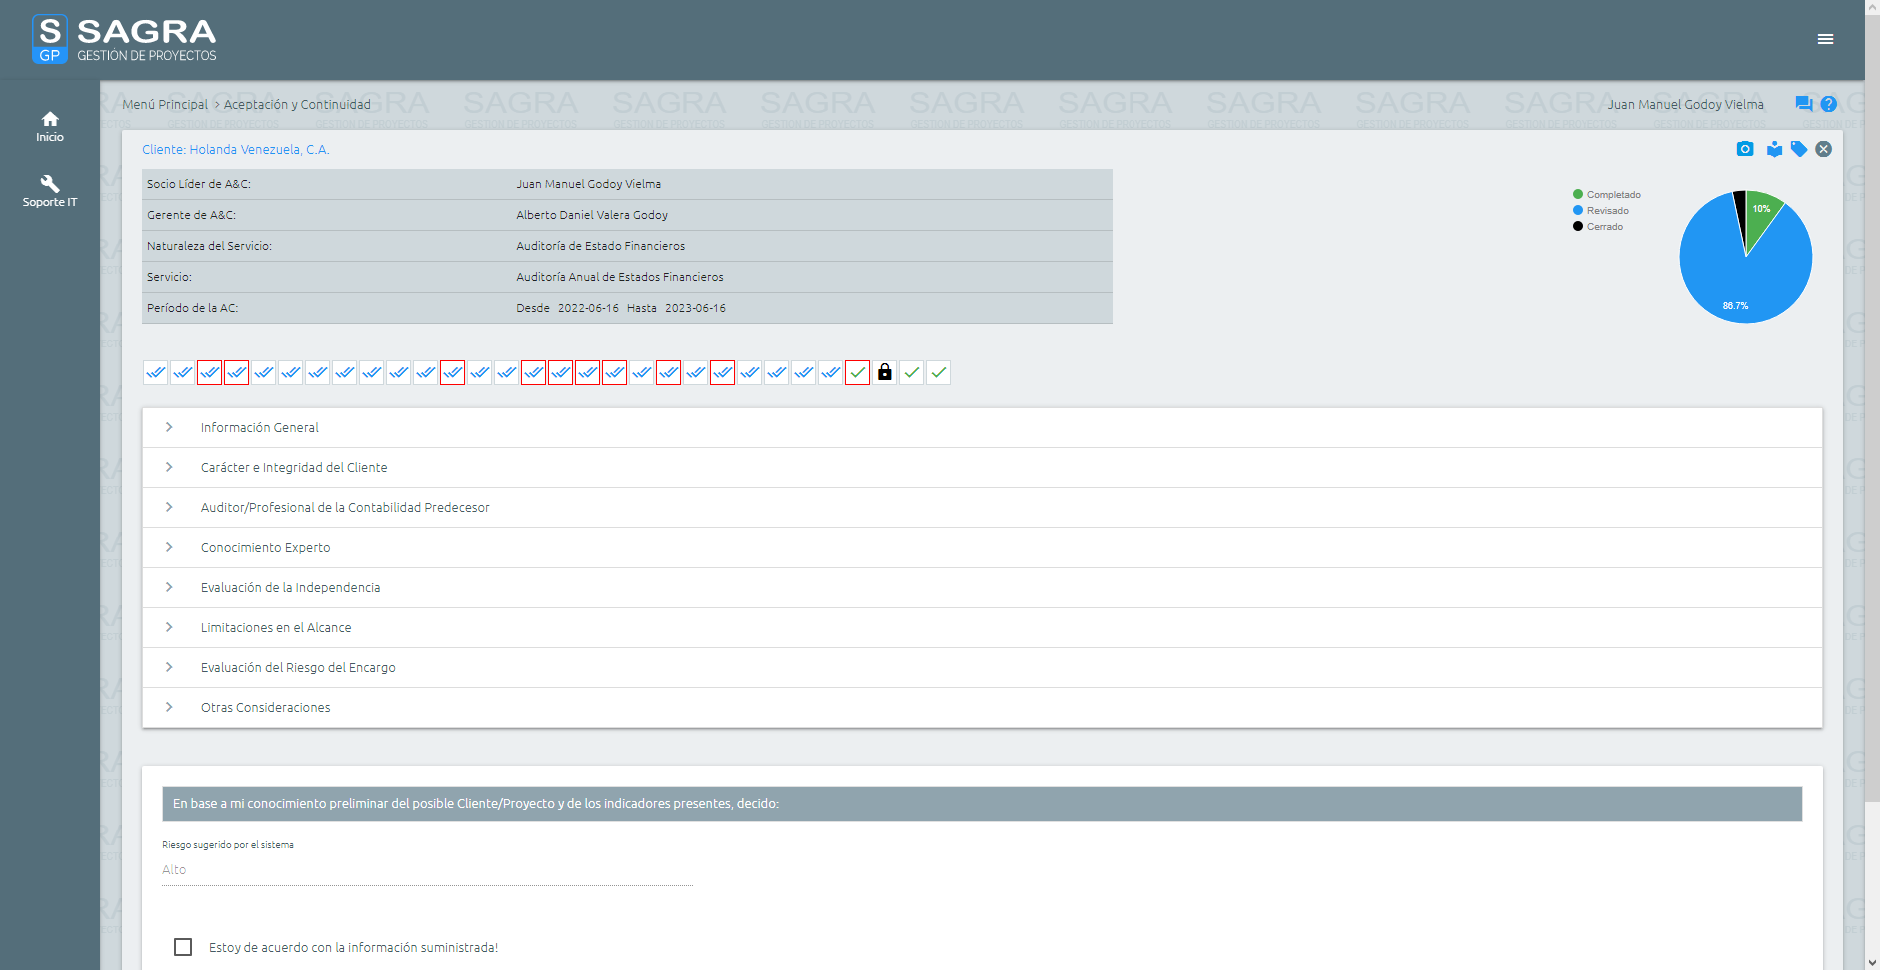 S SAGRA
GP GESTIÓN DE PROYECTOS
Inicio
Soporte IT
Menú Principal > Aceptación y Continuidad
Juan Manuel Godoy Vielma
Cliente: Holanda Venezuela, C.A.
Socio Líder de A&C: Juan Manuel Godoy Vielma
Gerente de A&C: Alberto Daniel Valera Godoy
Naturaleza del Servicio: Auditoría de Estado Financieros
Servicio: Auditoría Anual de Estados Financieros
Período de la AC: Desde 2022-06-16 Hasta 2023-06-16
Completado
Revisado
Cerrado
10%
86.7%
Información General
Carácter e Integridad del Cliente
Auditor/Profesional de la Contabilidad Predecesor
Conocimiento Experto
Evaluación de la Independencia
Limitaciones en el Alcance
Evaluación del Riesgo del Encargo
Otras Consideraciones
En base a mi conocimiento preliminar del posible Cliente/Proyecto y de los indicadores presentes, decido:
Riesgo sugerido por el sistema
Alto
Estoy de acuerdo con la información suministrada!